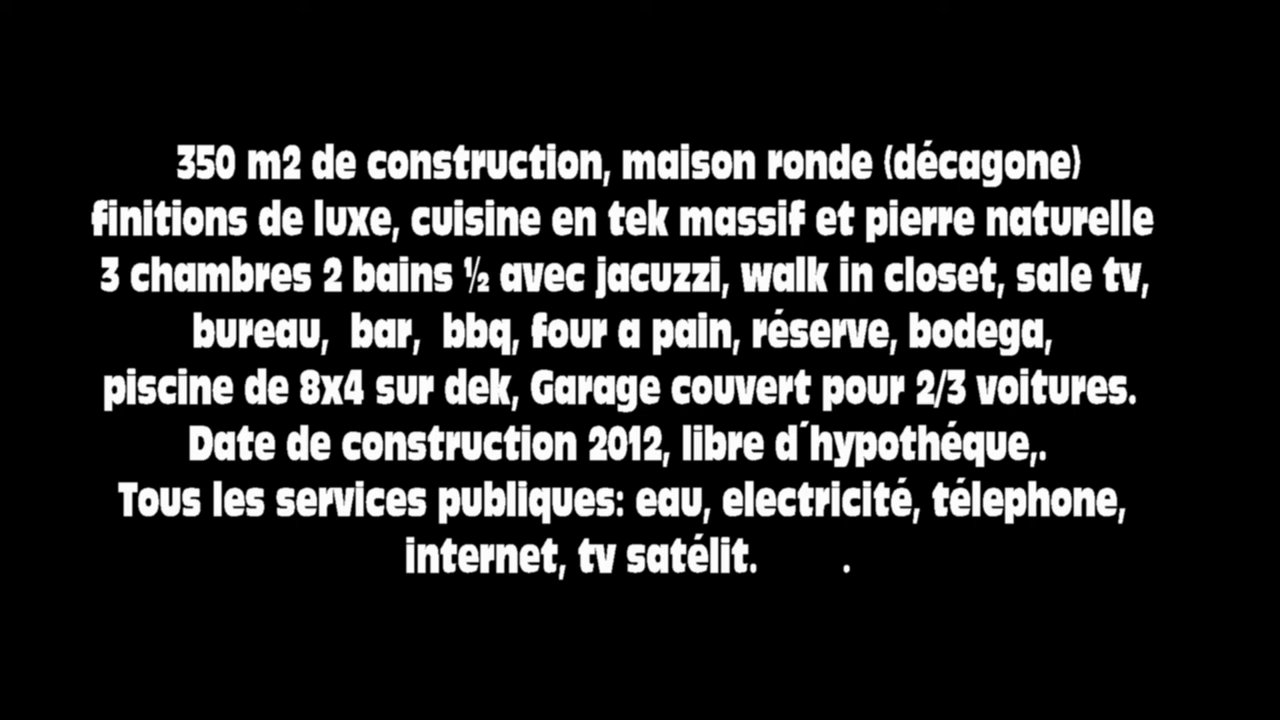 350 m2 de construction, maison ronde (décagone)
finitions de luxe, cuisine en tek massif et pierre naturelle
3 chambres 2 bains ½ avec jacuzzi, walk in closet, sale tv,
bureau, bar, bbq, four a pain, réserve, bodega,
piscine de 8x4 sur dek, Garage couvert pour 2/3 voitures.
Date de construction 2012, libre d´hypothéque,.
Tous les services publiques: eau, electricité, télephone,
internet, tv satélit. .